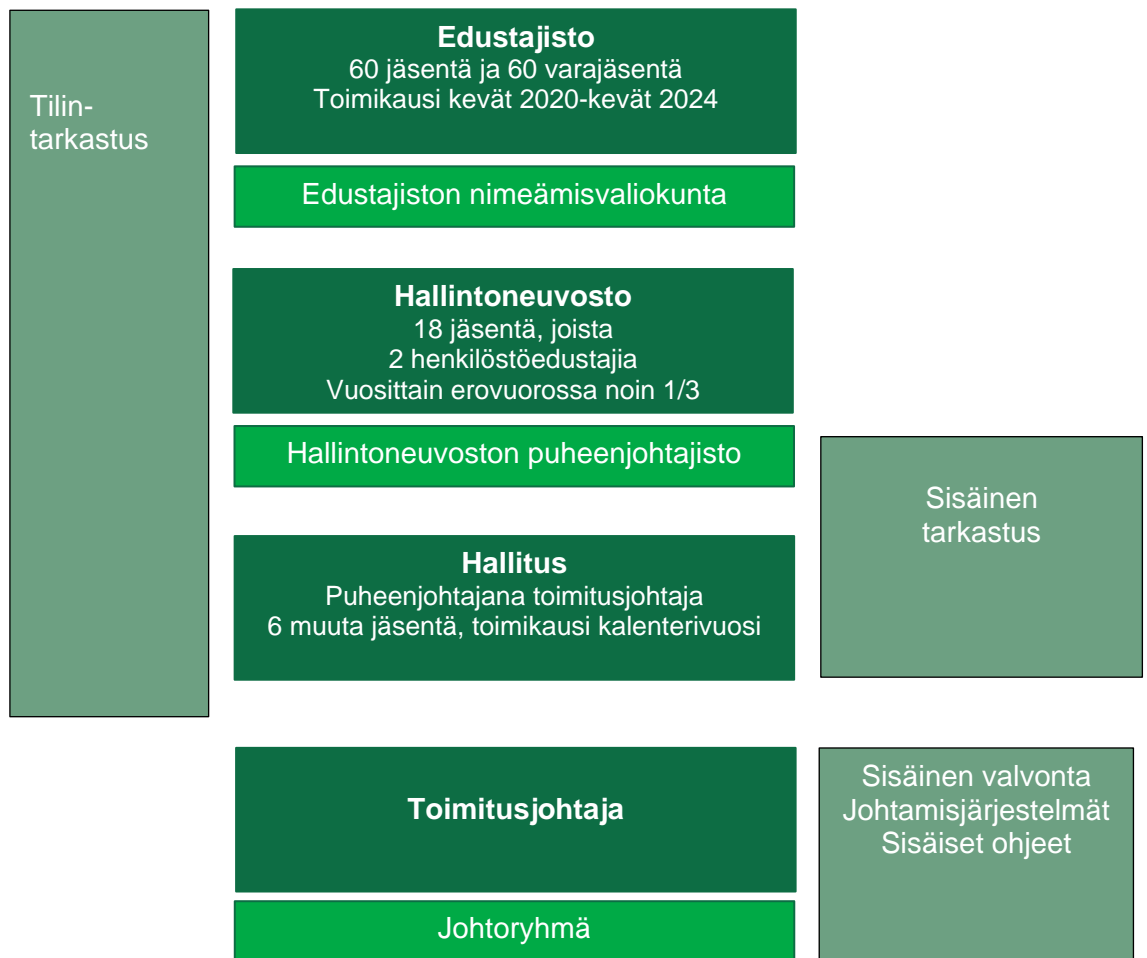 Tilin-
tarkastus
Edustajisto
60 jäsentä ja 60 varajäsentä
Toimikausi kevät 2020-kevät 2024
Edustajiston nimeämisvaliokunta
Hallintoneuvosto
18 jäsentä, joista
2 henkilöstöedustajia
Vuosittain erovuorossa noin 1/3
Hallintoneuvoston puheenjohtajisto
Sisäinen
tarkastus
Hallitus
Puheenjohtajana toimitusjohtaja
6 muuta jäsentä, toimikausi kalenterivuosi
Toimitusjohtaja
Sisäinen valvonta
Johtamisjärjestelmät
Sisäiset ohjeet
Johtoryhmä